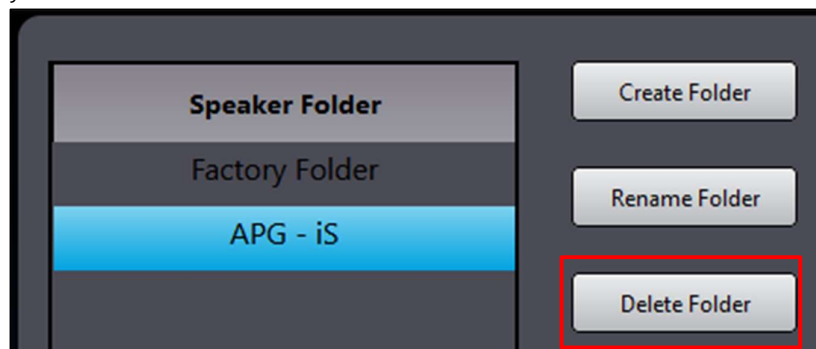 Speaker Folder
Factory Folder
APG - iS
Create Folder
Rename Folder
Delete Folder